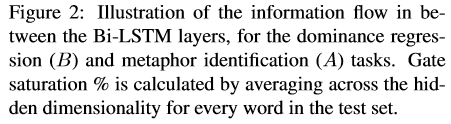 Figure 2: Illustration of the information flow in be-
tween the Bi-LSTM layers, for the dominance regres-
sion (B) and metaphor identification (A) tasks. Gate
saturation % is calculated by averaging across the hid-
den dimensionality for every word in the test set.